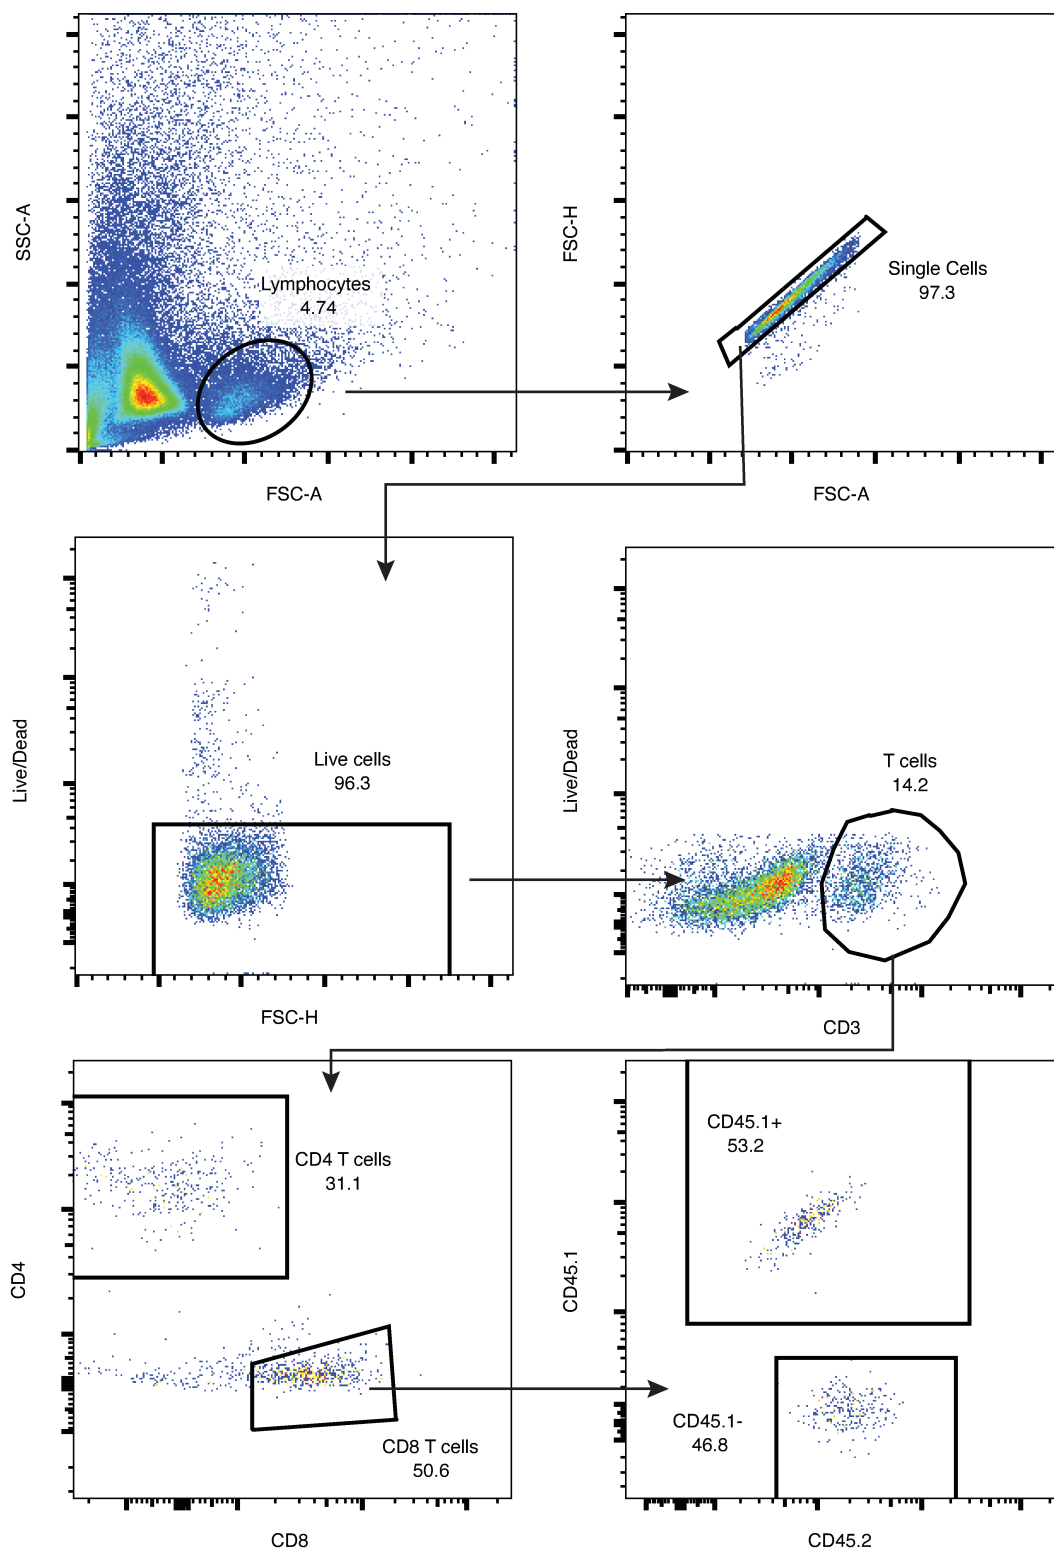 SSC-A
Lymphocytes
4.74
FSC-A
FSC-H
Single Cells
97.3
FSC-A
Live/Dead
Live cells
96.3
FSC-H
Live/Dead
T cells
14.2
CD3
CD4
CD4 T cells
31.1
CD8 T cells
50.6
CD8
CD45.1
CD45.1+
53.2
CD45.1-
46.8
CD45.2